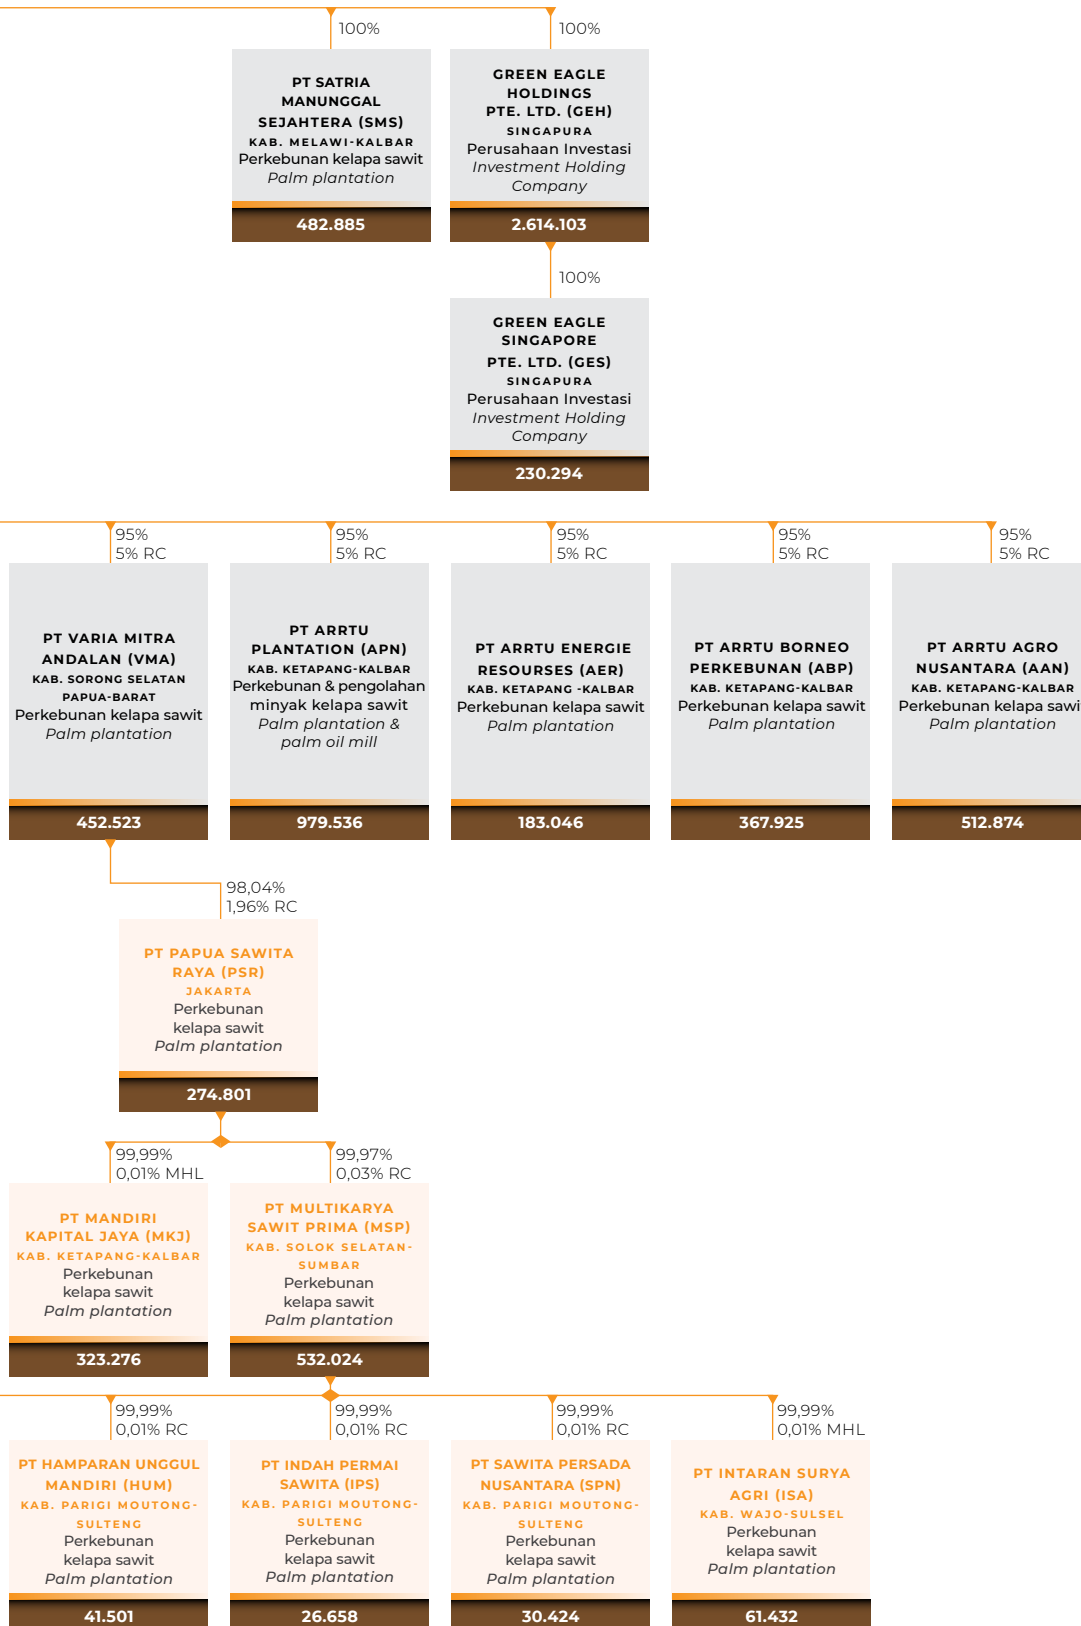 100%
100%
PT SATRIA
MANUNGGAL
SEJAHTERA (SMS)
KAB. MELAWI-KALBAR
Perkebunan kelapa sawit
Palm plantation
482.885
GREEN EAGLE
HOLDINGS
PTE. LTD. (GEH)
SINGAPURA
Perusahaan Investasi
Investment Holding
Company
2.614.103
100%
GREEN EAGLE
SINGAPORE
PTE. LTD. (GES)
SINGAPURA
Perusahaan Investasi
Investment Holding
Company
230.294
95%
5% RC
95%
5% RC
95%
5% RC
95%
5% RC
95%
5% RC
PT VARIA MITRA
ANDALAN (VMA)
KAB. SORONG SELATAN
PAPUA-BARAT
Perkebunan kelapa sawit
Palm plantation
452.523
PT ARRTU
PLANTATION (APN)
KAB. KETAPANG-KALBAR
Perkebunan & pengolahan
minyak kelapa sawit
Palm plantation &
palm oil mill
979.536
PT ARRTU ENERGIE
RESOURSES (AER)
KAB. KETAPANG -KALBAR
Perkebunan kelapa sawit
Palm plantation
183.046
PT ARRTU BORNEO
PERKEBUNAN (ABP)
KAB. KETAPANG-KALBAR
Perkebunan kelapa sawit
Palm plantation
367.925
PT ARRTU AGRO
NUSANTARA (AAN)
KAB. KETAPANG-KALBAR
Perkebunan kelapa sawit
Palm plantation
512.874
98,04%
1,96% RC
PT PAPUA SAWITA
RAYA (PSR)
JAKARTA
Perkebunan
kelapa sawit
Palm plantation
274.801
99,99%
0,01% MHL
99,97%
0,03% RC
PT MANDIRI
KAPITAL JAYA (MKJ)
KAB. KETAPANG-KALBAR
Perkebunan
kelapa sawit
Palm plantation
323.276
PT MULTIKARYA
SAWIT PRIMA (MSP)
KAB. SOLOK SELATAN-
SUMBAR
Perkebunan
kelapa sawit
Palm plantation
532.024
99,99%
0,01% RC
99,99%
0,01% RC
99,99%
0,01% RC
99,99%
0,01% MHL
PT HAMPARAN UNGGUL
MANDIRI (HUM)
KAB. PARIGI MOUTONG-
SULTENG
Perkebunan
kelapa sawit
Palm plantation
41.501
PT INDAH PERMAI
SAWITA (IPS)
KAB. PARIGI MOUTONG-
SULTENG
Perkebunan
kelapa sawit
Palm plantation
26.658
PT SAWITA PERSADA
NUSANTARA (SPN)
KAB. PARIGI MOUTONG-
SULTENG
Perkebunan
kelapa sawit
Palm plantation
30.424
PT INTARAN SURYA
AGRI (ISA)
KAB. WAJO-SULSEL
Perkebunan
kelapa sawit
Palm plantation
61.432